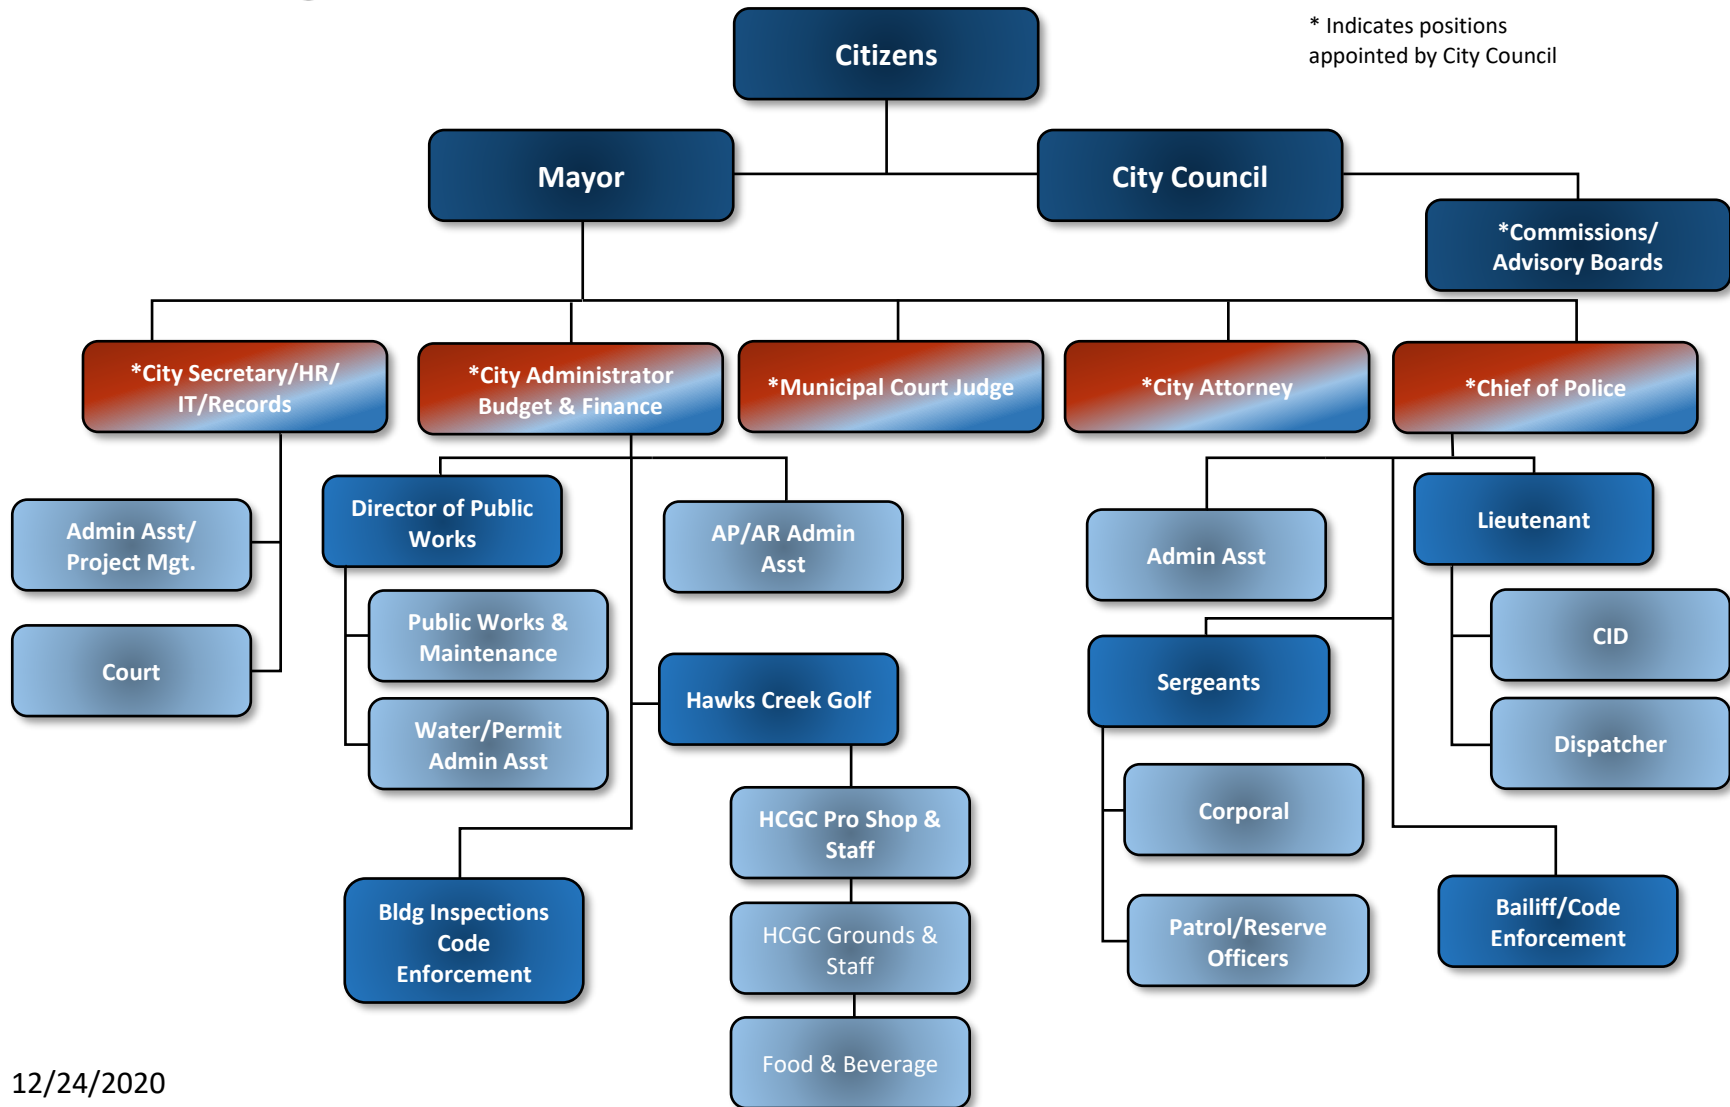 Citizens
* Indicates positions
appointed by City Council
Mayor
City Council
*Commissions/
Advisory Boards
*City Secretary/HR/
IT/Records
*City Administrator
Budget & Finance
*Municipal Court Judge
*City Attorney
*Chief of Police
Admin Asst/
Project Mgt.
Court
Director of Public
Works
AP/AR Admin
Asst
Public Works &
Maintenance
Water/Permit
Admin Asst
Hawks Creek Golf
HCGC Pro Shop &
Staff
HCGC Grounds &
Staff
Food & Beverage
Bldg Inspections
Code
Enforcement
Admin Asst
Lieutenant
CID
Dispatcher
Sergeants
Corporal
Patrol/Reserve
Officers
Bailiff/Code
Enforcement
12/24/2020